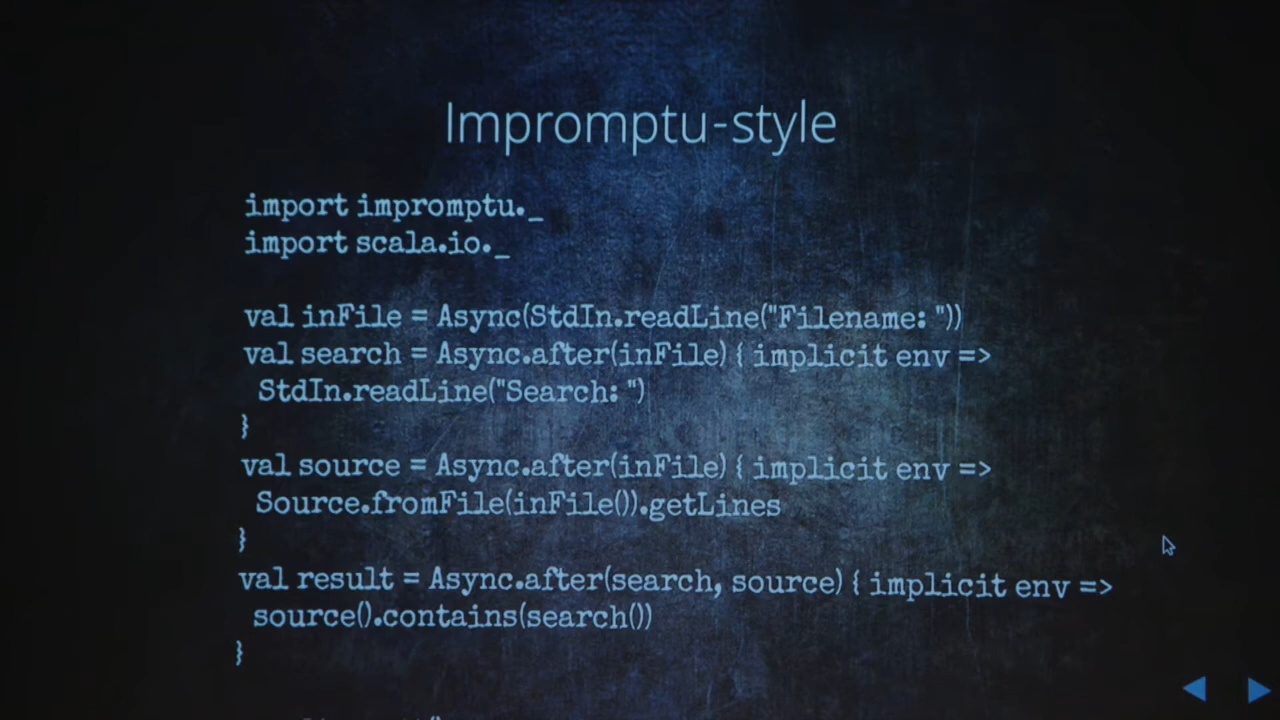 Impromptu-style
import impromptu._
import scala.io._
val inFile = Async(StdIn.readLine("Filename: "))
val search = Async.after(inFile) { implicit env =>
StdIn.readLine("Search: ")
}
val source = Async.after(inFile) { implicit env =>
Source.fromFile(inFile()).getLines
}
val result = Async.after(search, source) { implicit env =>
source().contains(search())
}